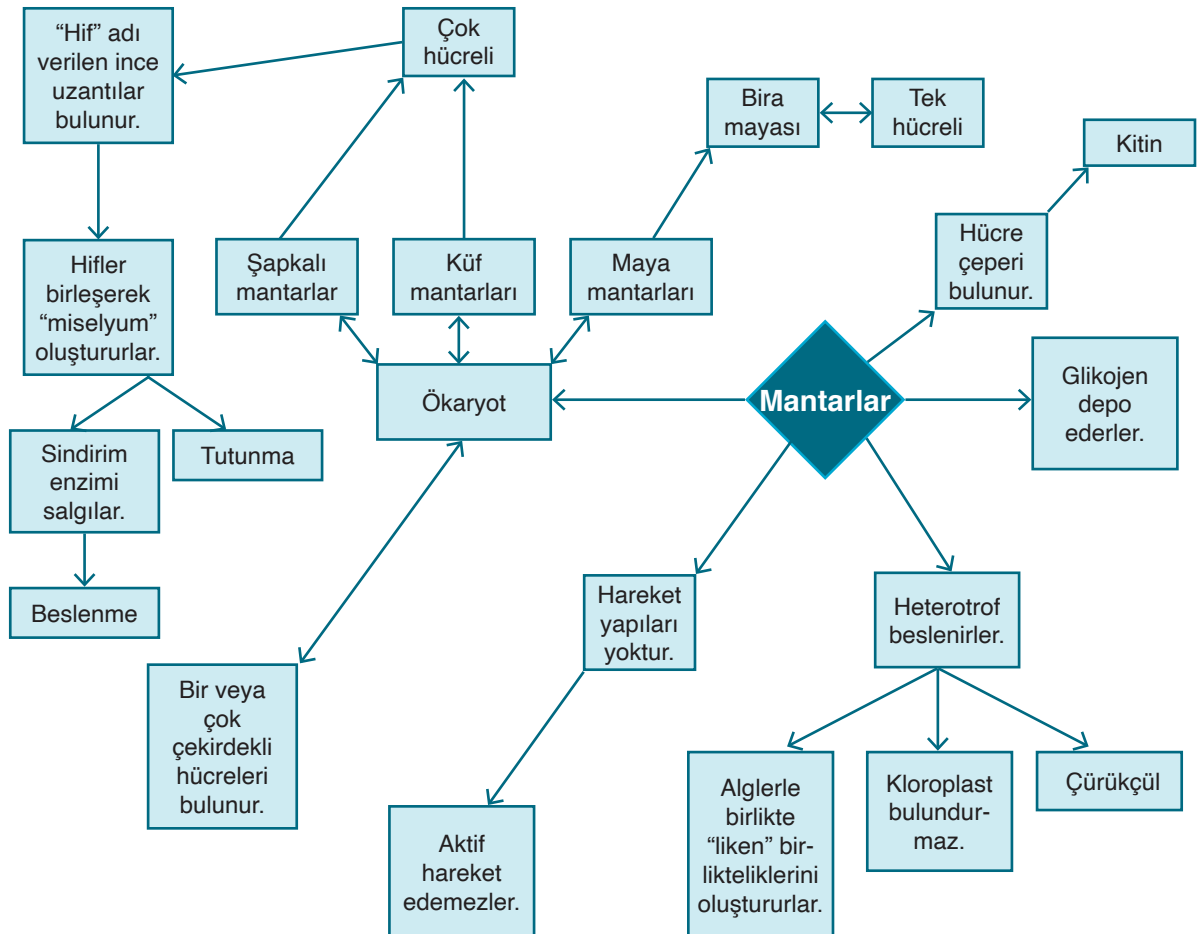 “Hif” adı
verilen ince
uzantılar
bulunur.
Çok
hücreli
Bira
mayası
Tek
hücreli
Kitin
Hücre
çeperi
bulunur.
Hifler
birleşerek
“miselyum”
oluştururlar.
Şapkalı
mantarlar
Küf
mantarları
Maya
mantarları
Ökaryot
Mantarlar
Glikojen
depo
ederler.
Sindirim
enzimi
salgılar.
Tutunma
Beslenme
Bir veya
çok
çekirdekli
hücreleri
bulunur.
Hareket
yapıları
yoktur.
Heterotrof
beslenirler.
Aktif
hareket
edemezler.
Alglerle
birlikte
“liken” bir-
likteliklerini
oluştururlar.
Kloroplast
bulundur-
maz.
Çürükçül